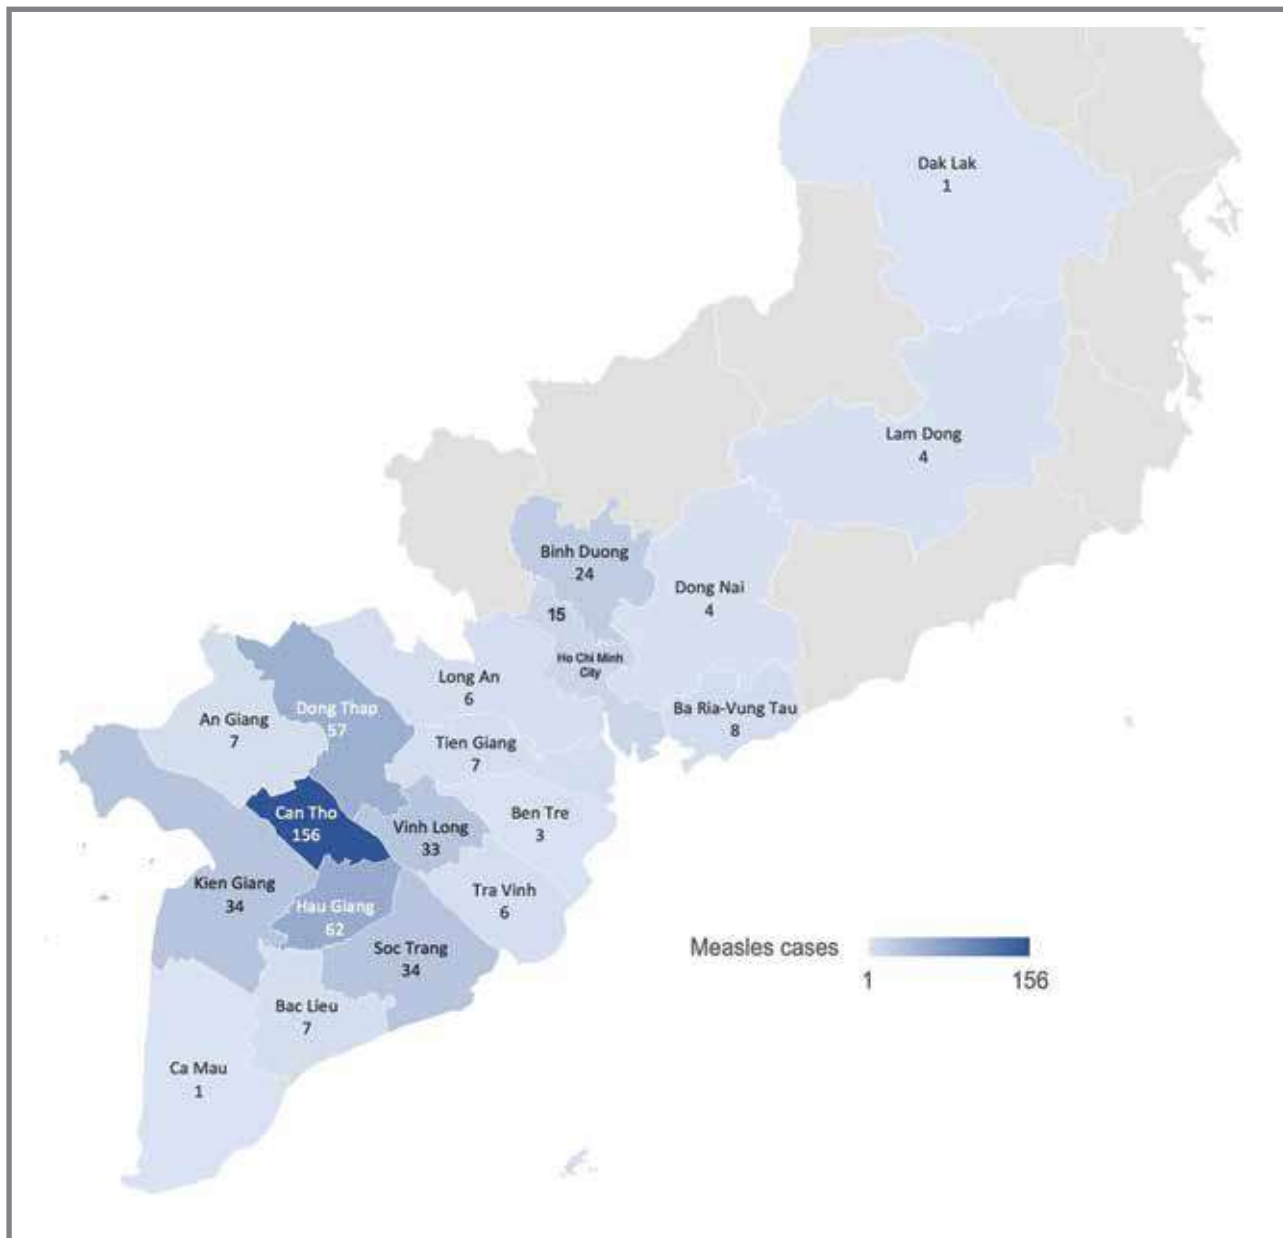 Dak Lak
1
Lam Dong
4
Binh Duong
24
Dong Nai
4
15
Ho Chi Minh
City
Long An
6
Ba Ria-Vung Tau
8
Dong Thap
57
An Giang
7
Tien Giang
7
Can Tho
156
Vinh Long
33
Ben Tre
3
Kien Giang
34
Hau Giang
62
Tra Vinh
6
Soc Trang
34
Bac Lieu
7
Ca Mau
1
Measles cases
1 156